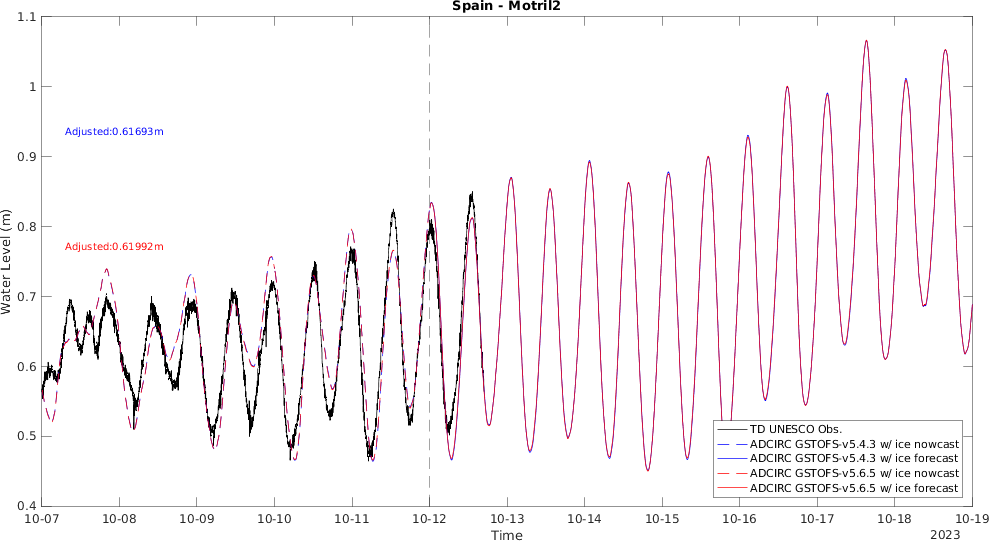 Spain - Motril2
1.1
1
0.9
0.8
0.7
0.6
0.5
0.4
Water Level (m)
Adjusted:0.61693m
Adjusted:0.61992m
TD UNESCO Obs.
ADCIRC GSTOFS-v5.4.3 w/ ice nowcast
ADCIRC GSTOFS-v5.4.3 w/ ice forecast
ADCIRC GSTOFS-v5.6.5 w/ ice nowcast
ADCIRC GSTOFS-v5.6.5 w/ ice forecast
10-07 10-08 10-09 10-10 10-11 10-12 10-13 10-14 10-15 10-16 10-17 10-18 10-19
Time
2023